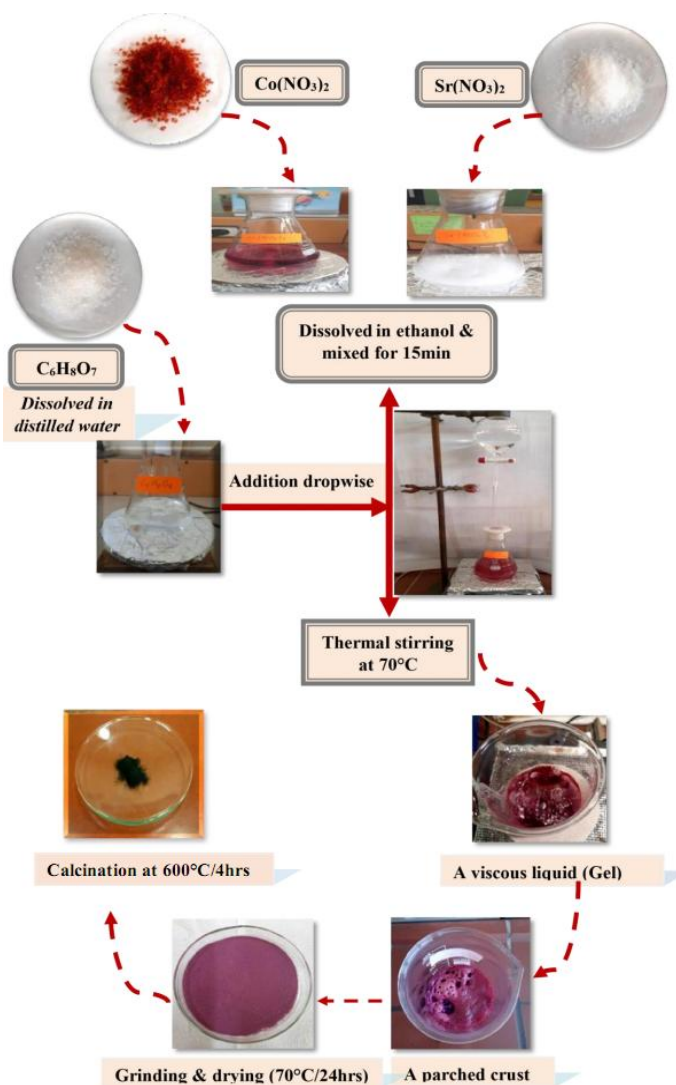 Co(NO₃)₂
Sr(NO₃)₂
Dissolved in ethanol &
mixed for 15min
C₆H₈O₇
Dissolved in
distilled water
Addition dropwise
Thermal stirring
at 70°C
A viscous liquid (Gel)
Calcination at 600°C/4hrs
Grinding & drying (70°C/24hrs)
A parched crust